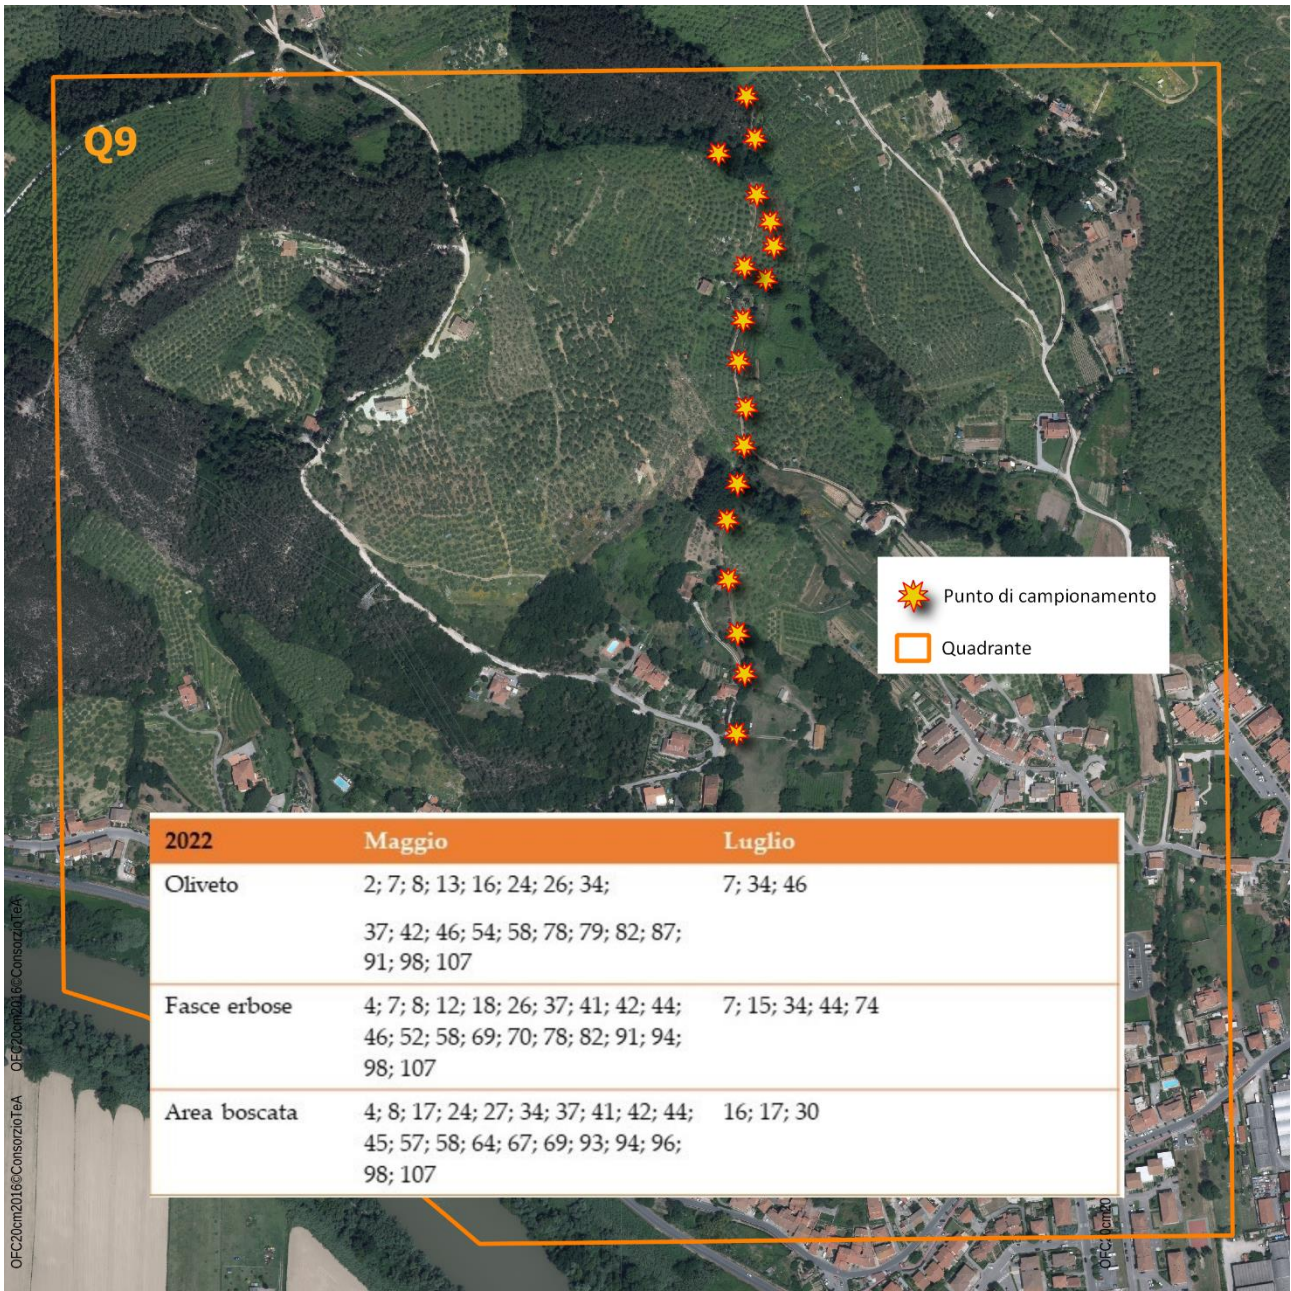 Q9
Punto di campionamento
Quadrante
2022 Maggio Luglio
Oliveto 2; 7; 8; 13; 16; 24; 26; 34; 7; 34; 46
37; 42; 46; 54; 58; 78; 79; 82; 87;
91; 98; 107
Fasce erbose 4; 7; 8; 12; 18; 26; 37; 41; 42; 44; 7; 15; 34; 44; 74
46; 52; 58; 69; 70; 78; 82; 91; 94;
98; 107
Area boscata 4; 8; 17; 24; 27; 34; 37; 41; 42; 44; 16; 17; 30
45; 57; 58; 64; 67; 69; 93; 94; 96;
98; 107
OFC20cm2016©ConsorzioTeA
OFC20cm2016©ConsorzioTeA
OFC20cm20